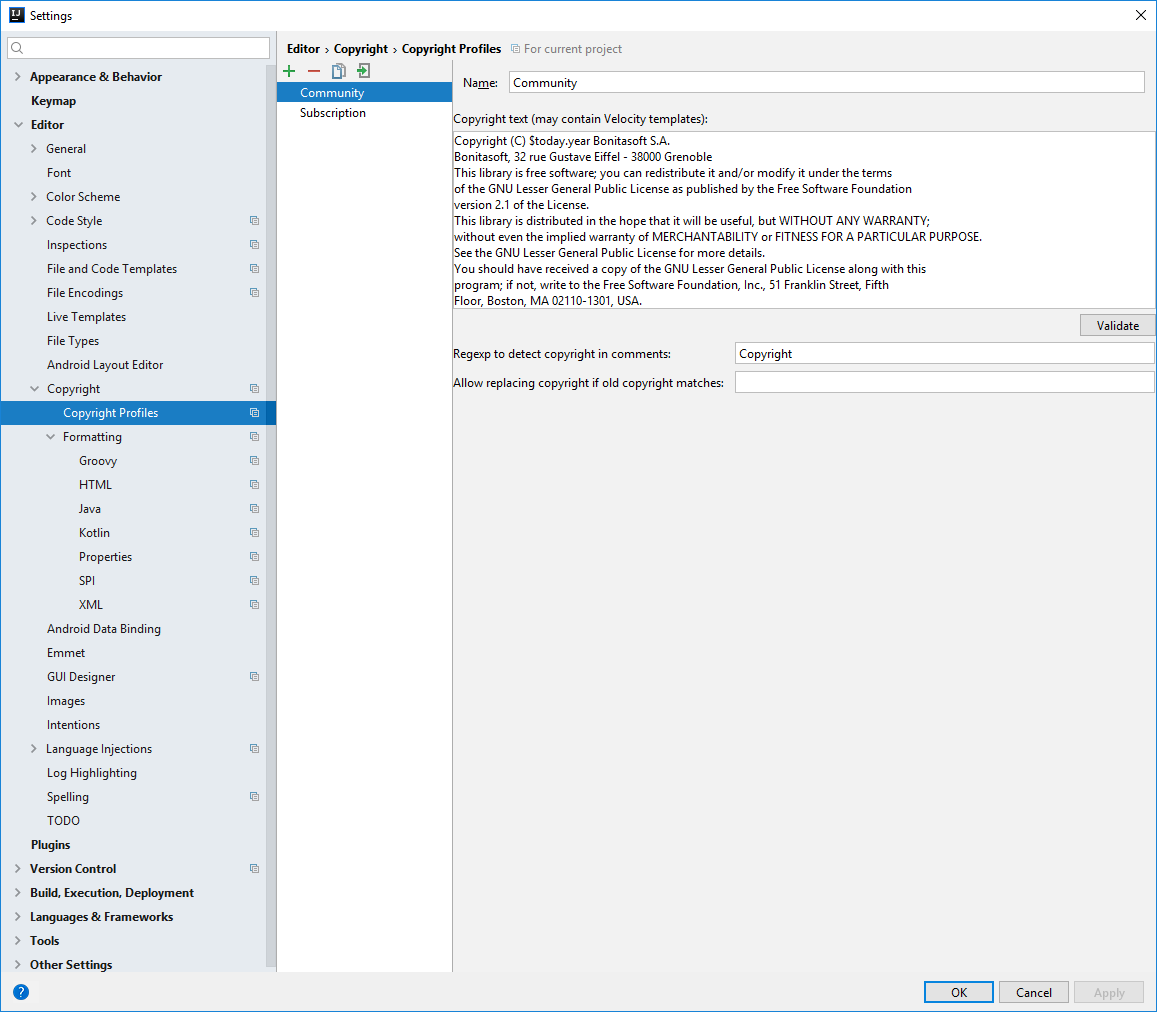 Settings
Editor › Copyright › Copyright Profiles For current project
Appearance & Behavior
Keymap
Editor
General
Font
Color Scheme
Code Style
Inspections
File and Code Templates
File Encodings
Live Templates
File Types
Android Layout Editor
Copyright
Copyright Profiles
Formatting
Groovy
HTML
Java
Kotlin
Properties
SPI
XML
Android Data Binding
Emmet
GUI Designer
Images
Intentions
Language Injections
Log Highlighting
Spelling
TODO
Plugins
Version Control
Build, Execution, Deployment
Languages & Frameworks
Tools
Other Settings
Community
Subscription
Name: Community
Copyright text (may contain Velocity templates):
Copyright (C) $today.year Bonitasoft S.A.
Bonitasoft, 32 rue Gustave Eiffel - 38000 Grenoble
This library is free software; you can redistribute it and/or modify it under the terms
of the GNU Lesser General Public License as published by the Free Software Foundation
version 2.1 of the License.
This library is distributed in the hope that it will be useful, but WITHOUT ANY WARRANTY;
without even the implied warranty of MERCHANTABILITY or FITNESS FOR A PARTICULAR PURPOSE.
See the GNU Lesser General Public License for more details.
You should have received a copy of the GNU Lesser General Public License along with this
program; if not, write to the Free Software Foundation, Inc., 51 Franklin Street, Fifth
Floor, Boston, MA 02110-1301, USA.
Validate
Regexp to detect copyright in comments: Copyright
Allow replacing copyright if old copyright matches:
? OK Cancel Apply